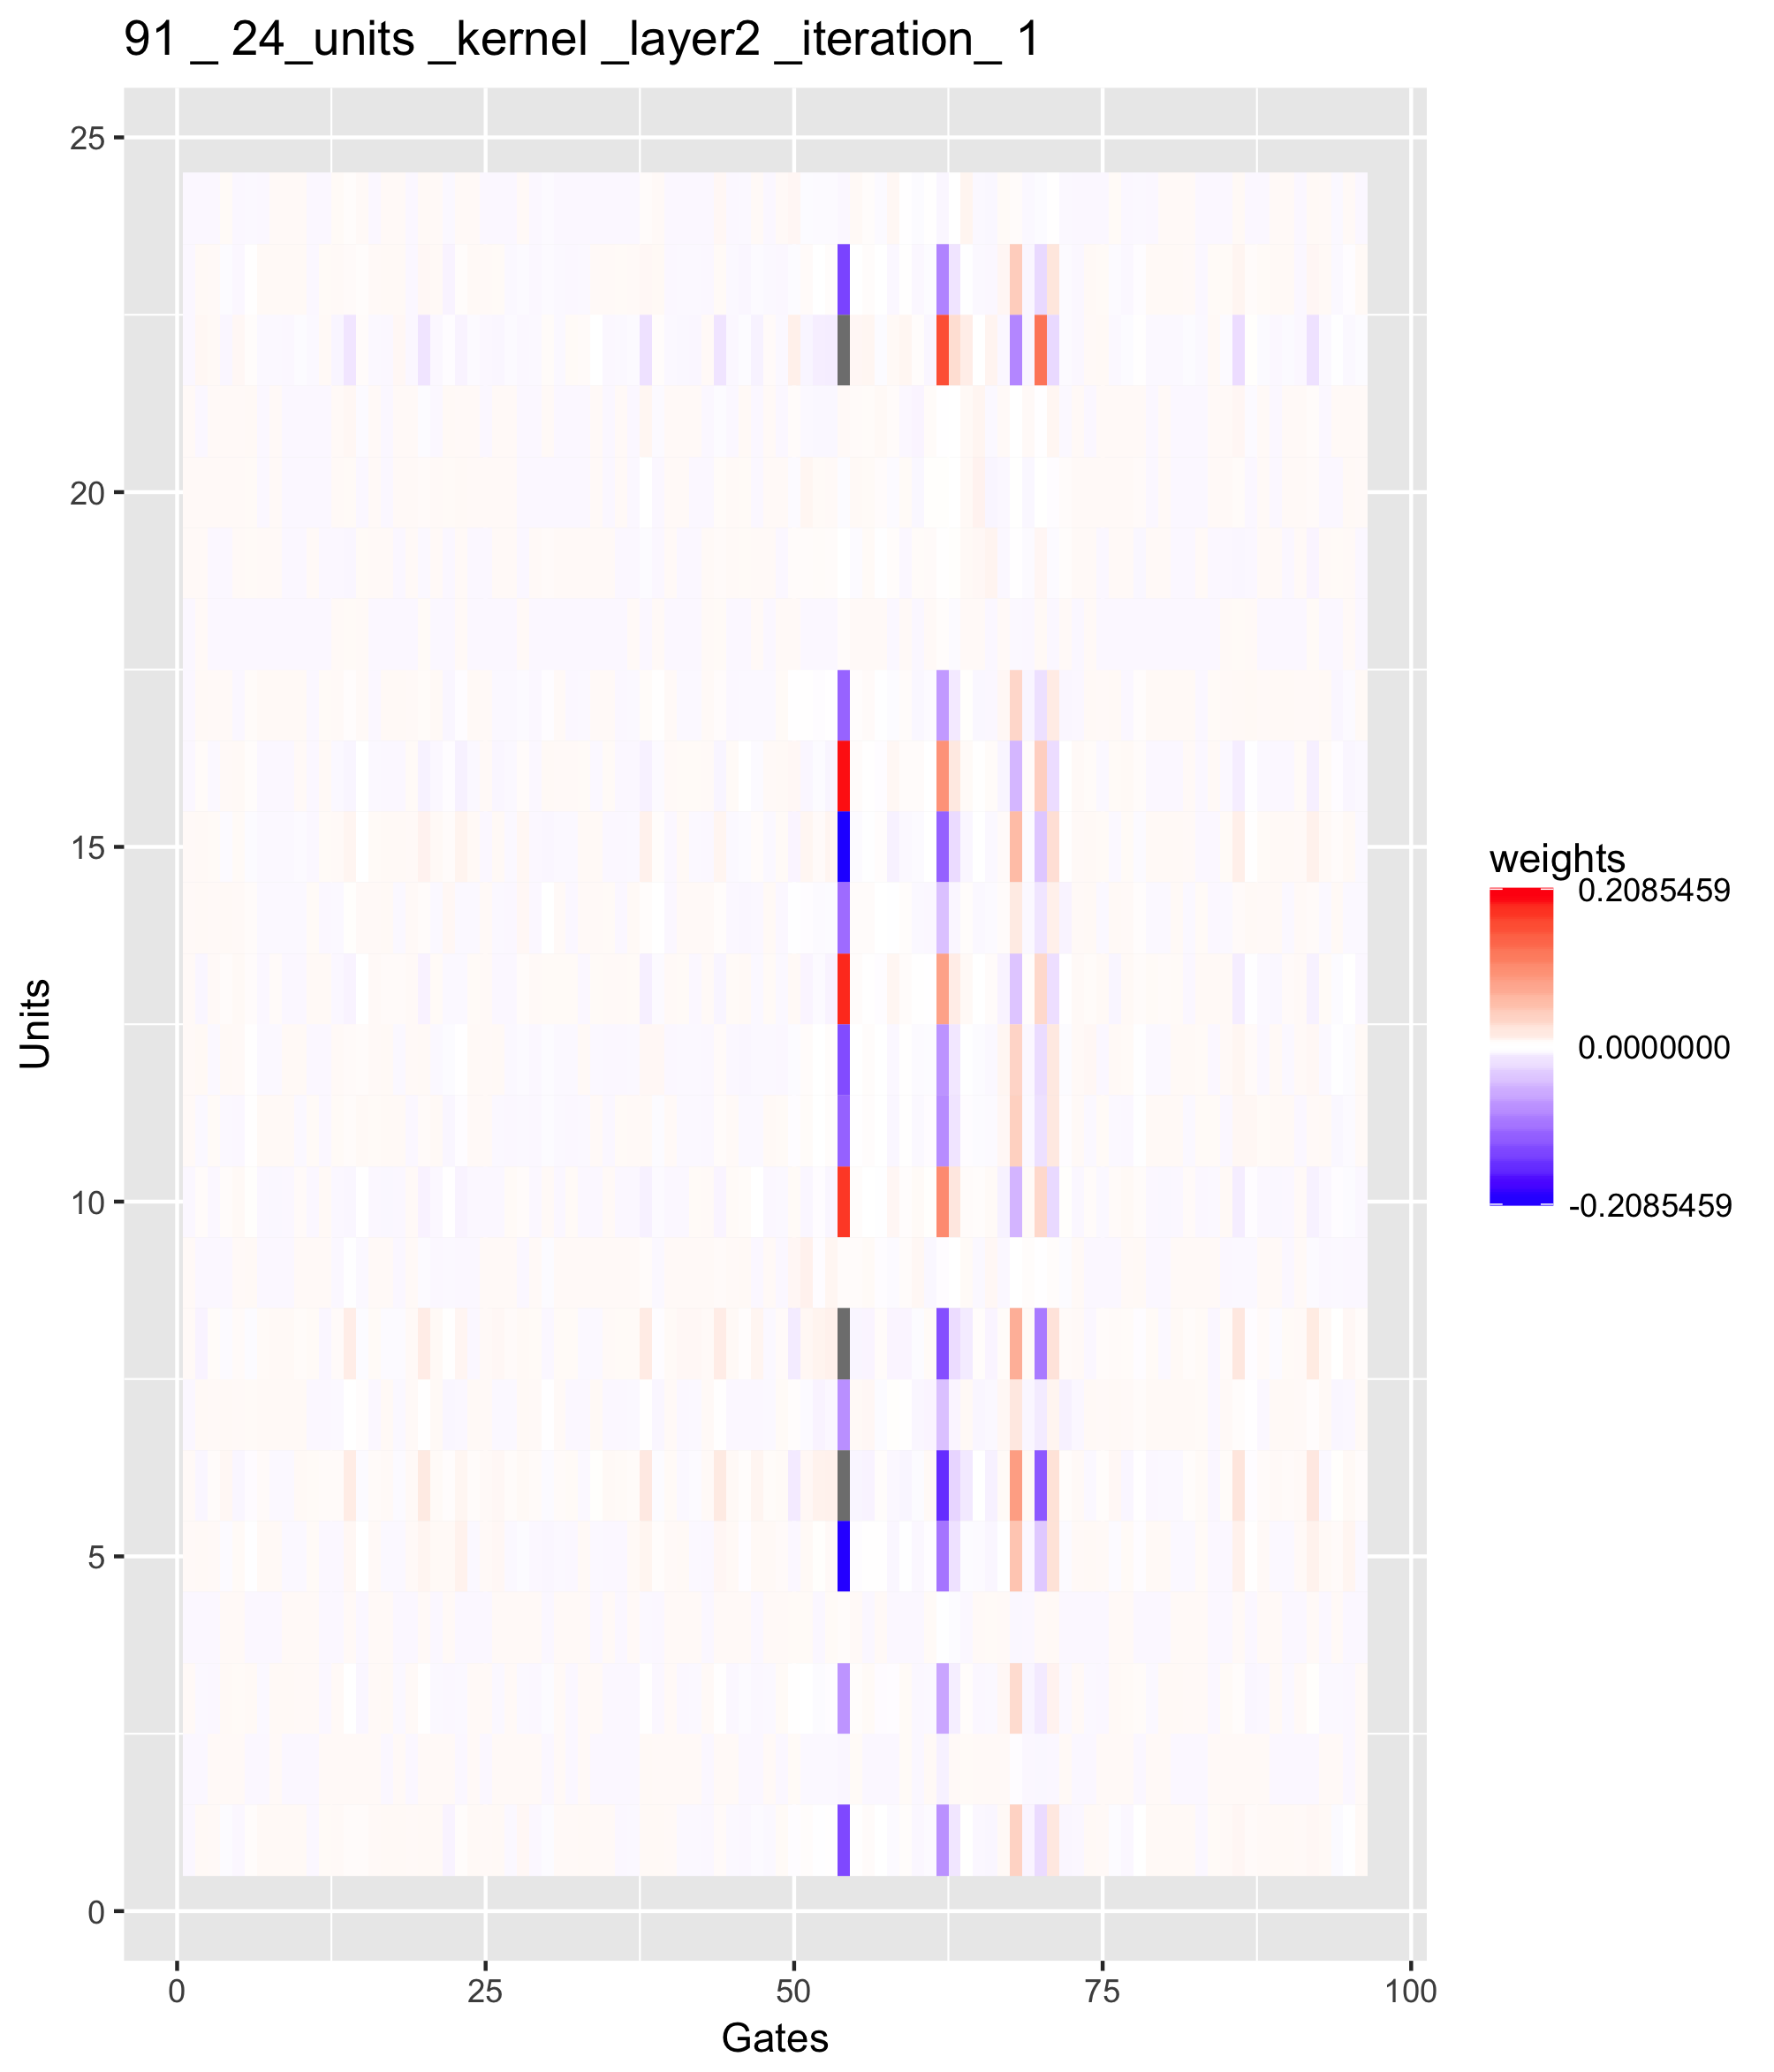 91 _ 24_units _kernel _layer2 _iteration_ 1
25
20
15
10
5
0
Units
0 25 50 75 100
Gates
weights
0.2085459
0.0000000
-0.2085459